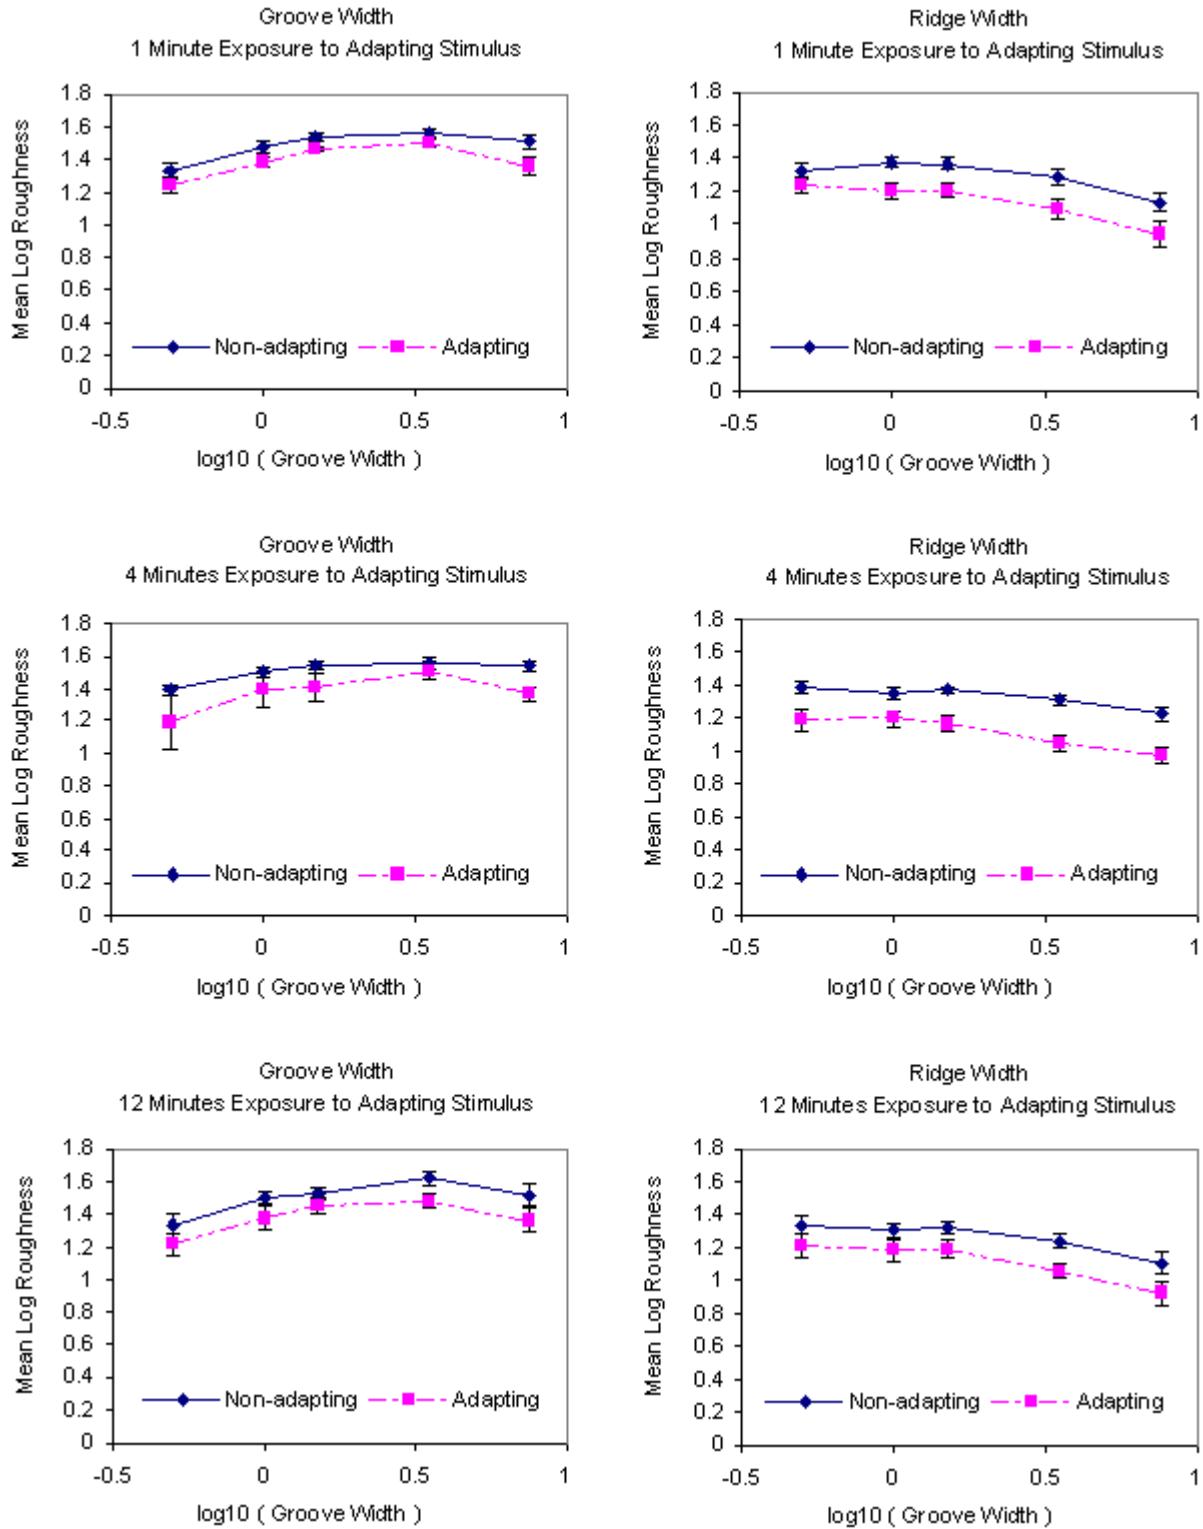 Groove Width
1 Minute Exposure to Adapting Stimulus
Mean Log Roughness
1.8
1.6
1.4
1.2
1
0.8
0.6
0.4
0.2
0
Non-adapting Adapting
-0.5 0 0.5 1
log10 ( Groove Width )
Ridge Width
1 Minute Exposure to Adapting Stimulus
Mean Log Roughness
1.8
1.6
1.4
1.2
1
0.8
0.6
0.4
0.2
0
Non-adapting Adapting
-0.5 0 0.5 1
log10 ( Groove Width )
Groove Width
4 Minutes Exposure to Adapting Stimulus
Mean Log Roughness
1.8
1.6
1.4
1.2
1
0.8
0.6
0.4
0.2
0
Non-adapting Adapting
-0.5 0 0.5 1
log10 ( Groove Width )
Ridge Width
4 Minutes Exposure to Adapting Stimulus
Mean Log Roughness
1.8
1.6
1.4
1.2
1
0.8
0.6
0.4
0.2
0
Non-adapting Adapting
-0.5 0 0.5 1
log10 ( Groove Width )
Groove Width
12 Minutes Exposure to Adapting Stimulus
Mean Log Roughness
1.8
1.6
1.4
1.2
1
0.8
0.6
0.4
0.2
0
Non-adapting Adapting
-0.5 0 0.5 1
log10 ( Groove Width )
Ridge Width
12 Minutes Exposure to Adapting Stimulus
Mean Log Roughness
1.8
1.6
1.4
1.2
1
0.8
0.6
0.4
0.2
0
Non-adapting Adapting
-0.5 0 0.5 1
log10 ( Groove Width )